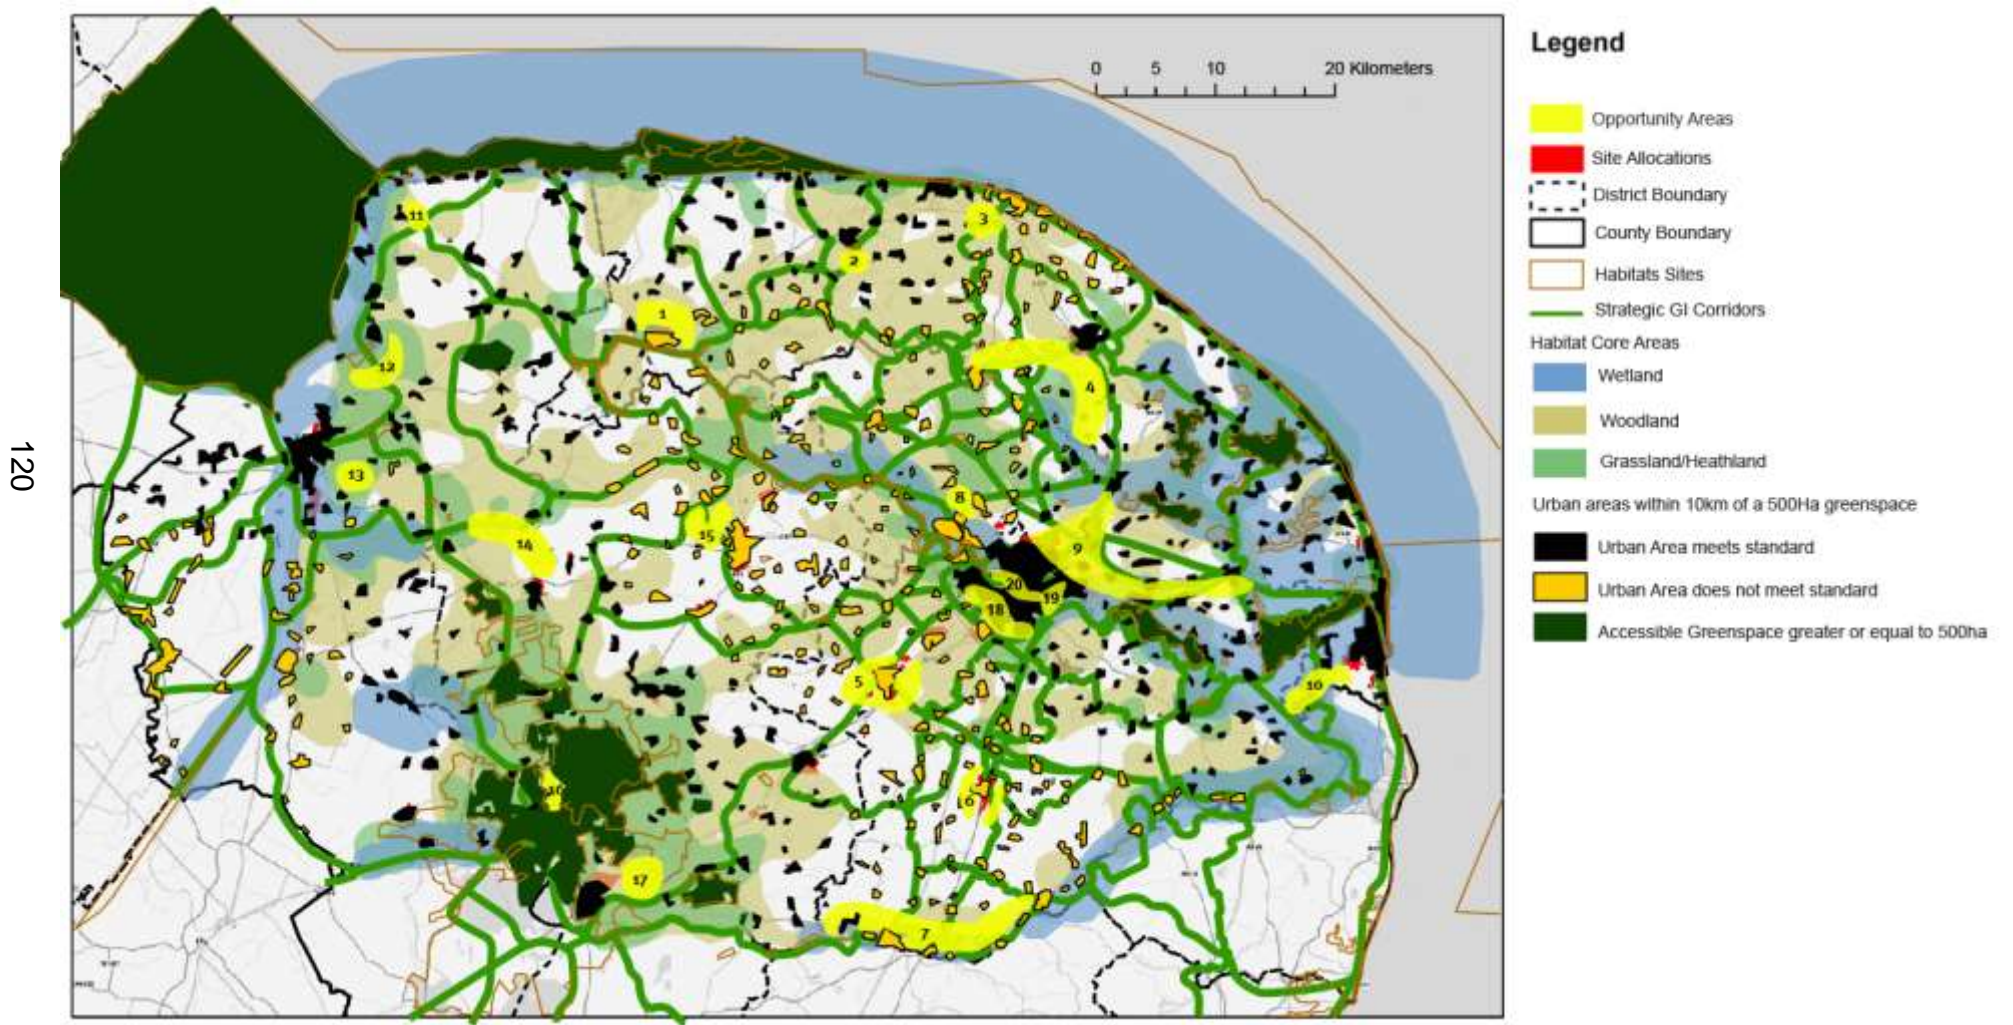 120
0 5 10 20 Kilometers
Legend
Opportunity Areas
Site Allocations
District Boundary
County Boundary
Habitats Sites
Strategic GI Corridors
Habitat Core Areas
Wetland
Woodland
Grassland/Heathland
Urban areas within 10km of a 500Ha greenspace
Urban Area meets standard
Urban Area does not meet standard
Accessible Greenspace greater or equal to 500ha
11
3
2
1
12
4
13
8
15
14
9
20
19
18
5
10
16
6
17
7